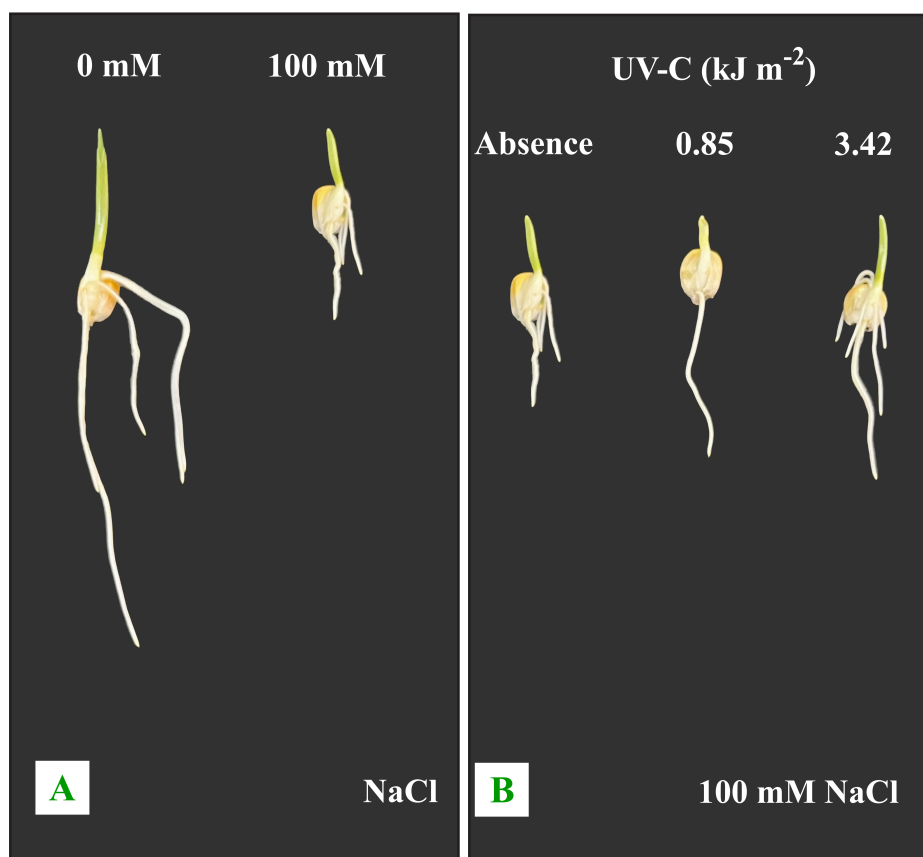 0 mM 100 mM
A
NaCl
UV-C (kJ m⁻²)
Absence 0.85 3.42
B
100 mM NaCl